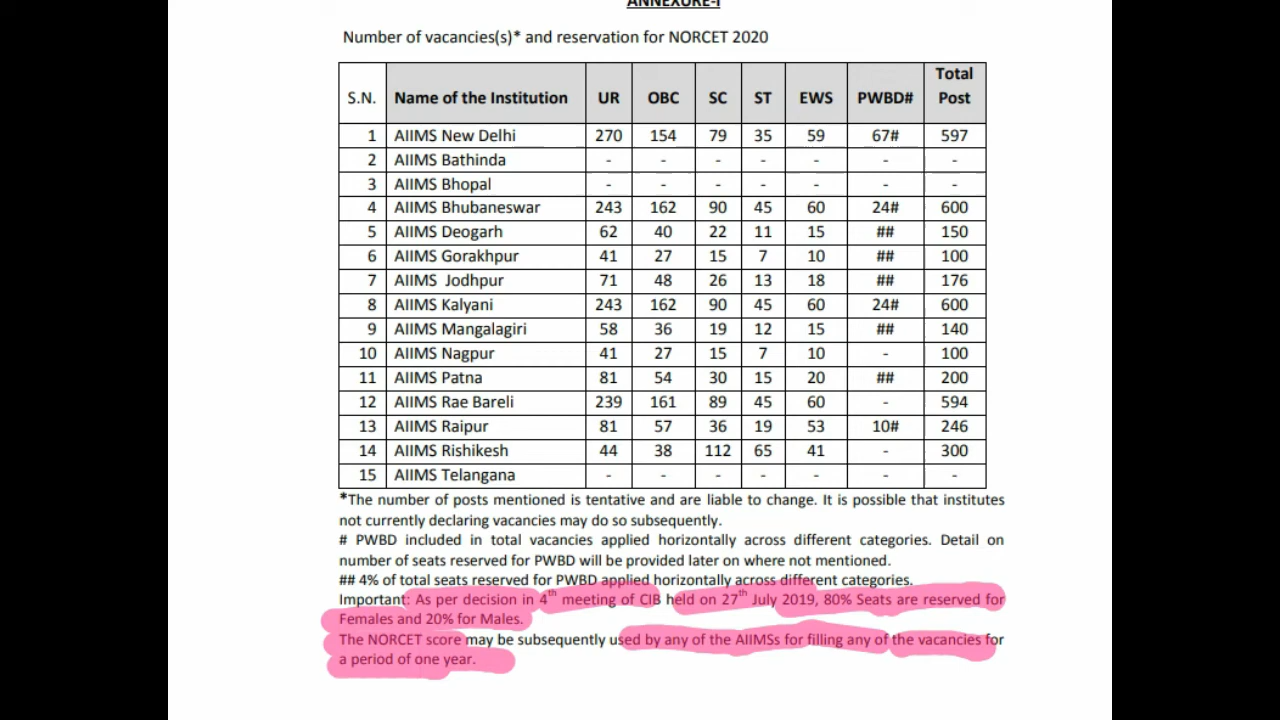 ANNEXURE-I
Number of vacancies(s)* and reservation for NORCET 2020
S.N. Name of the Institution UR OBC SC ST EWS PWBD# Total Post
1 AIIMS New Delhi 270 154 79 35 59 67# 597
2 AIIMS Bathinda - - - - - - -
3 AIIMS Bhopal - - - - - - -
4 AIIMS Bhubaneswar 243 162 90 45 60 24# 600
5 AIIMS Deogarh 62 40 22 11 15 ## 150
6 AIIMS Gorakhpur 41 27 15 7 10 ## 100
7 AIIMS Jodhpur 71 48 26 13 18 ## 176
8 AIIMS Kalyani 243 162 90 45 60 24# 600
9 AIIMS Mangalagiri 58 36 19 12 15 ## 140
10 AIIMS Nagpur 41 27 15 7 10 - 100
11 AIIMS Patna 81 54 30 15 20 ## 200
12 AIIMS Rae Bareli 239 161 89 45 60 - 594
13 AIIMS Raipur 81 57 36 19 53 10# 246
14 AIIMS Rishikesh 44 38 112 65 41 - 300
15 AIIMS Telangana - - - - - - -
*The number of posts mentioned is tentative and are liable to change. It is possible that institutes
not currently declaring vacancies may do so subsequently.
# PWBD included in total vacancies applied horizontally across different categories. Detail on
number of seats reserved for PWBD will be provided later on where not mentioned.
## 4% of total seats reserved for PWBD applied horizontally across different categories.
Important: As per decision in 4th meeting of CIB held on 27th July 2019, 80% Seats are reserved for
Females and 20% for Males.
The NORCET score may be subsequently used by any of the AIIMSs for filling any of the vacancies for
a period of one year.